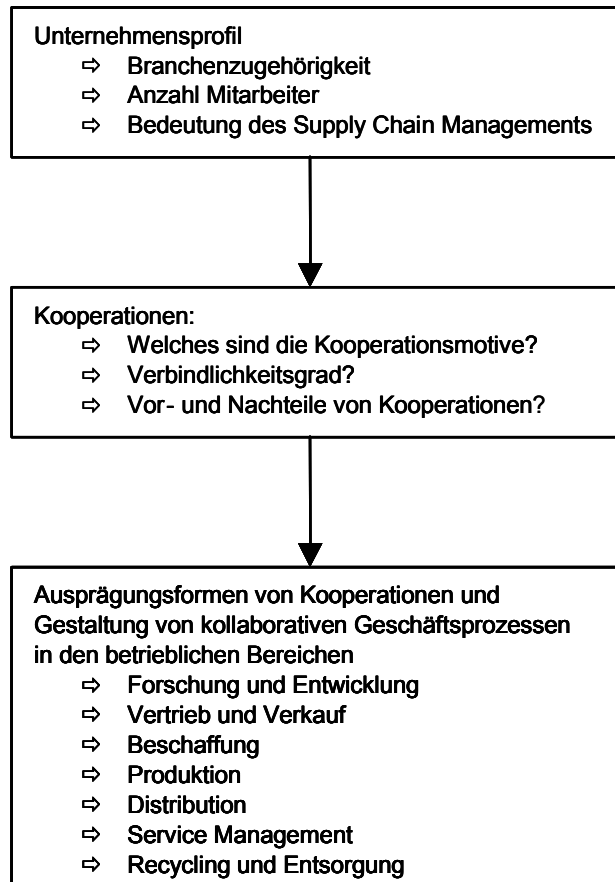 Unternehmensprofil
⇨ Branchenzugehörigkeit
⇨ Anzahl Mitarbeiter
⇨ Bedeutung des Supply Chain Managements
Kooperationen:
⇨ Welches sind die Kooperationsmotive?
⇨ Verbindlichkeitsgrad?
⇨ Vor- und Nachteile von Kooperationen?
Ausprägungsformen von Kooperationen und
Gestaltung von kollaborativen Geschäftsprozessen
in den betrieblichen Bereichen
⇨ Forschung und Entwicklung
⇨ Vertrieb und Verkauf
⇨ Beschaffung
⇨ Produktion
⇨ Distribution
⇨ Service Management
⇨ Recycling und Entsorgung